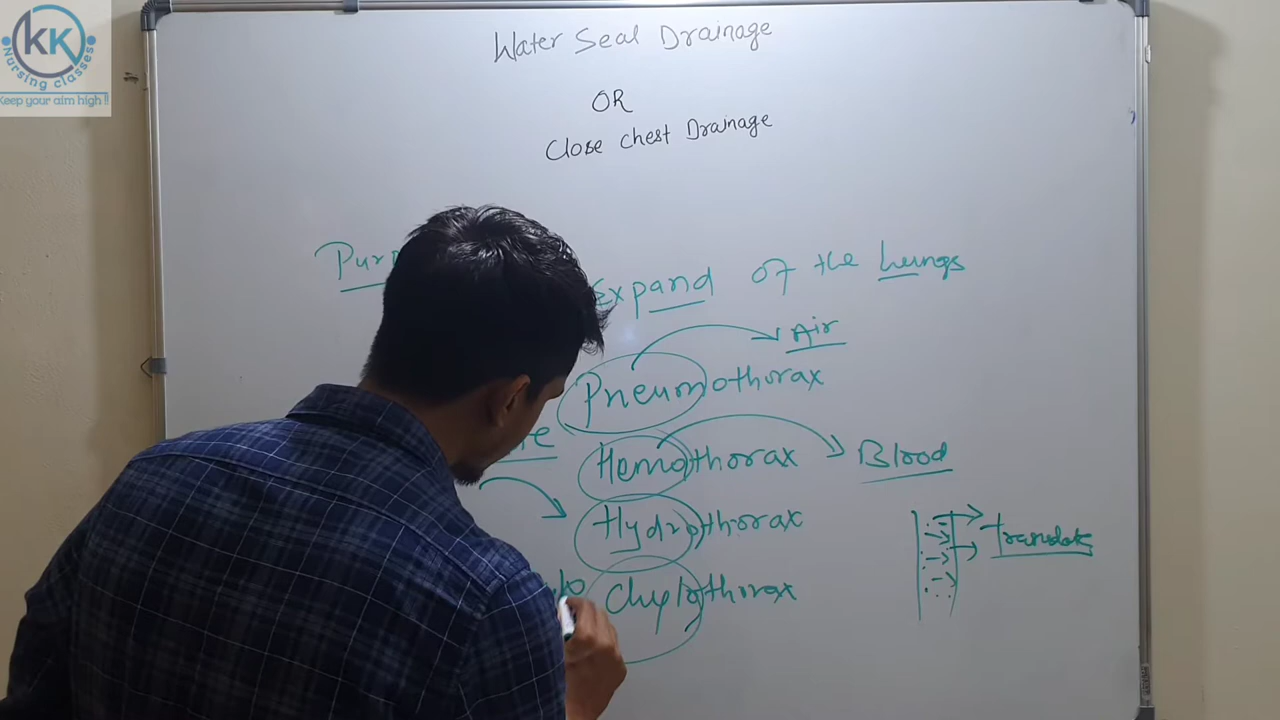 KK
Nursing classes
Keep your aim high !!
Water Seal Drainage
OR
Close Chest Drainage
Expand of the Lungs
Air
Pneumothorax
Hemothorax
Blood
Hydrothorax
Chylothorax